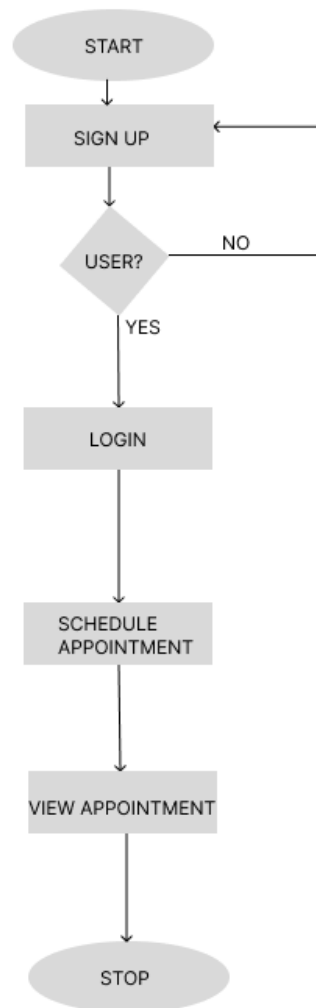 START
SIGN UP
USER?
NO
YES
LOGIN
SCHEDULE
APPOINTMENT
VIEW APPOINTMENT
STOP